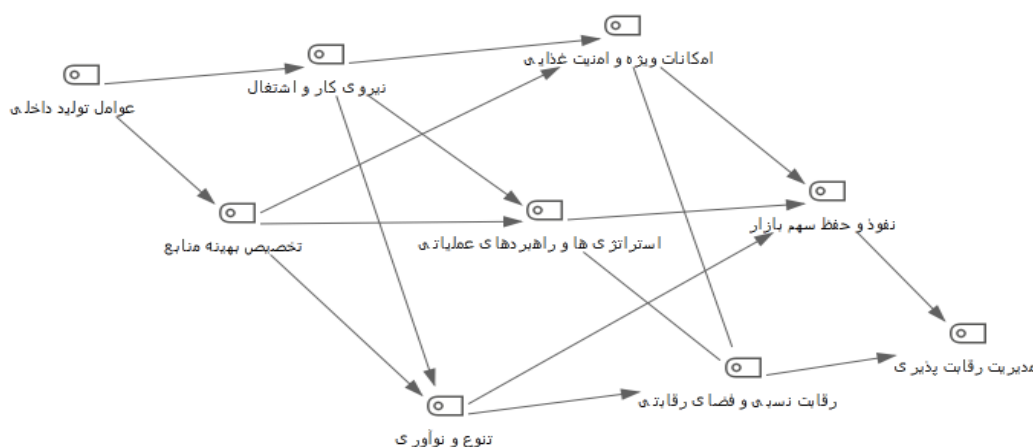 امکانات ویژه و امنیت غذایی
نیروی کار و اشتغال
عوامل تولید داخلی
نفوذ و حفظ سهم بازار
استراتژی ها و راهبردهای عملیاتی
تخصیص بهینه منابع
مدیریت رقابت پذیری
رقابت نسبی و فضای رقابتی
تنوع و نوآوری